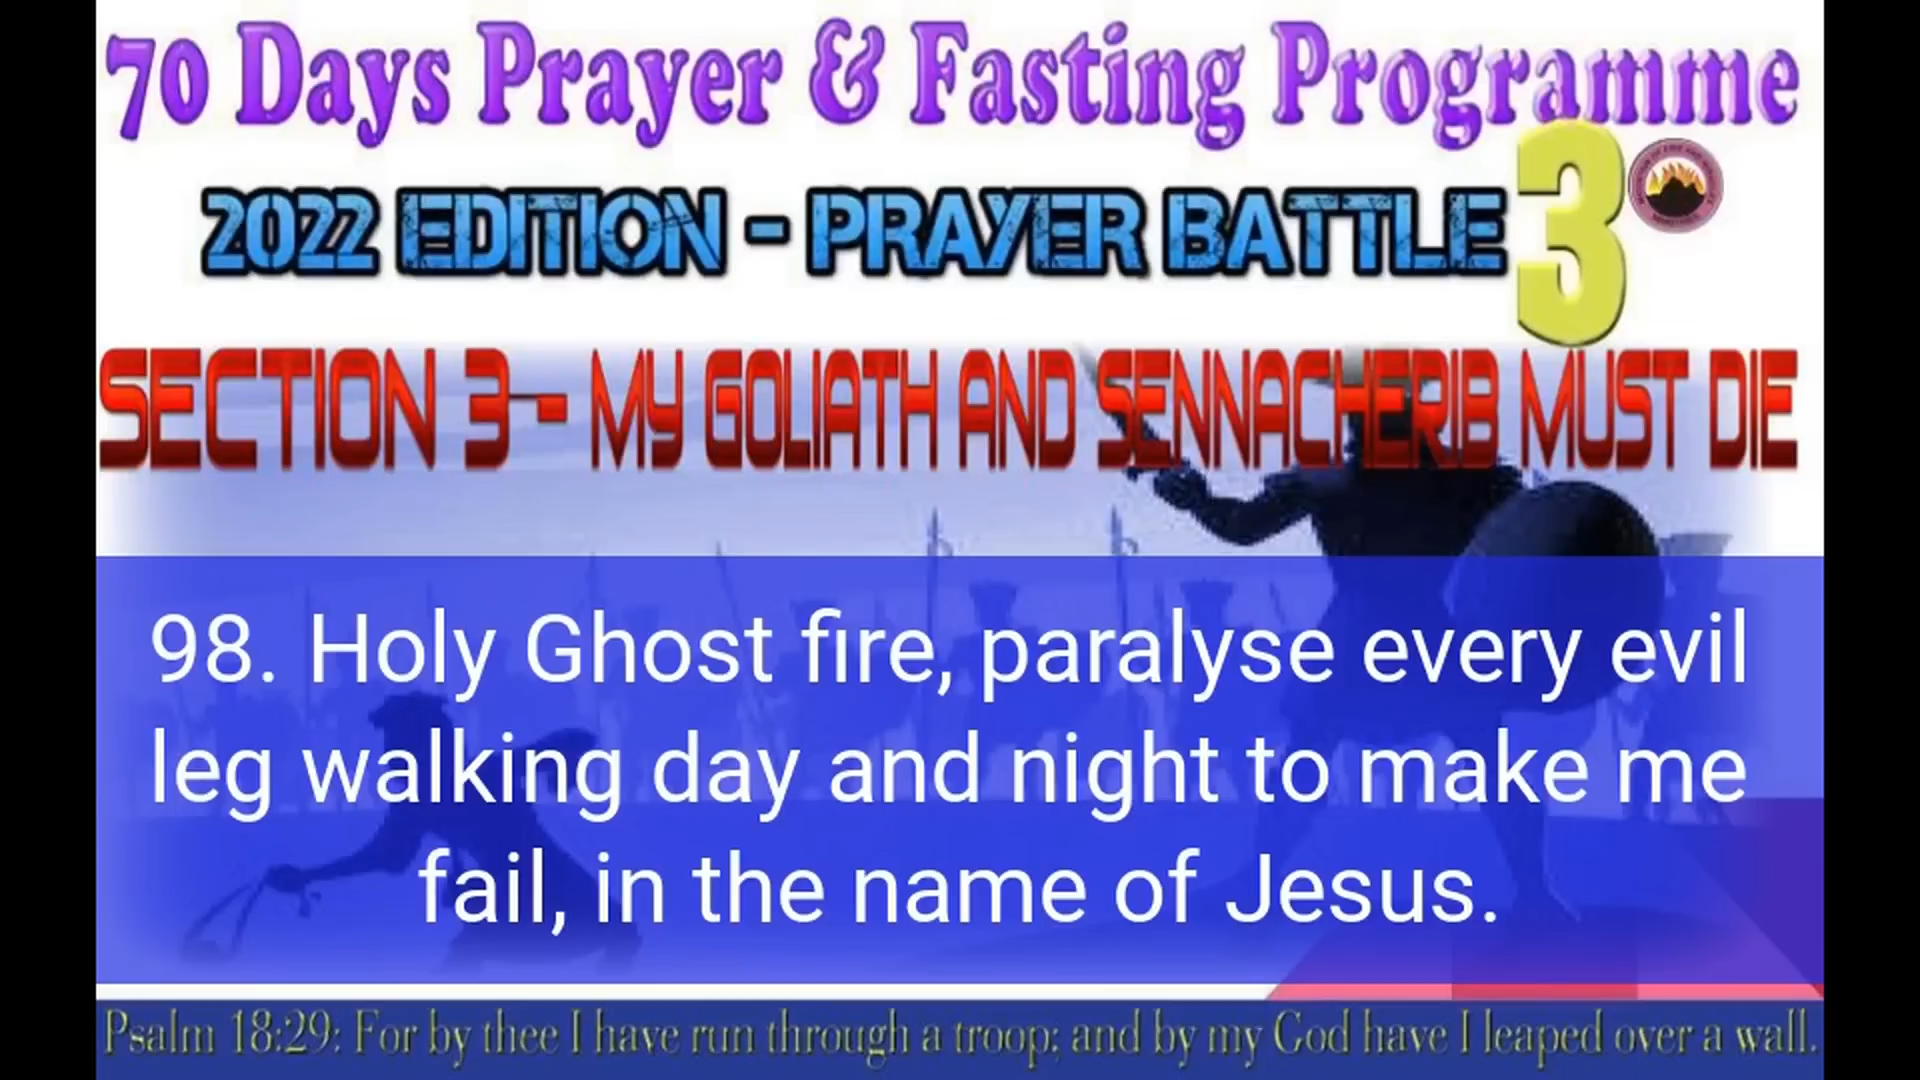 70 Days Prayer & Fasting Programme
2022 EDITION - PRAYER BATTLE 3
SECTION 3 - MY GOLIATH AND SENNACHERIB MUST DIE
98. Holy Ghost fire, paralyse every evil
leg walking day and night to make me
fail, in the name of Jesus.
Psalm 18:29: For by thee I have run through a troop; and by my God have I leaped over a wall.